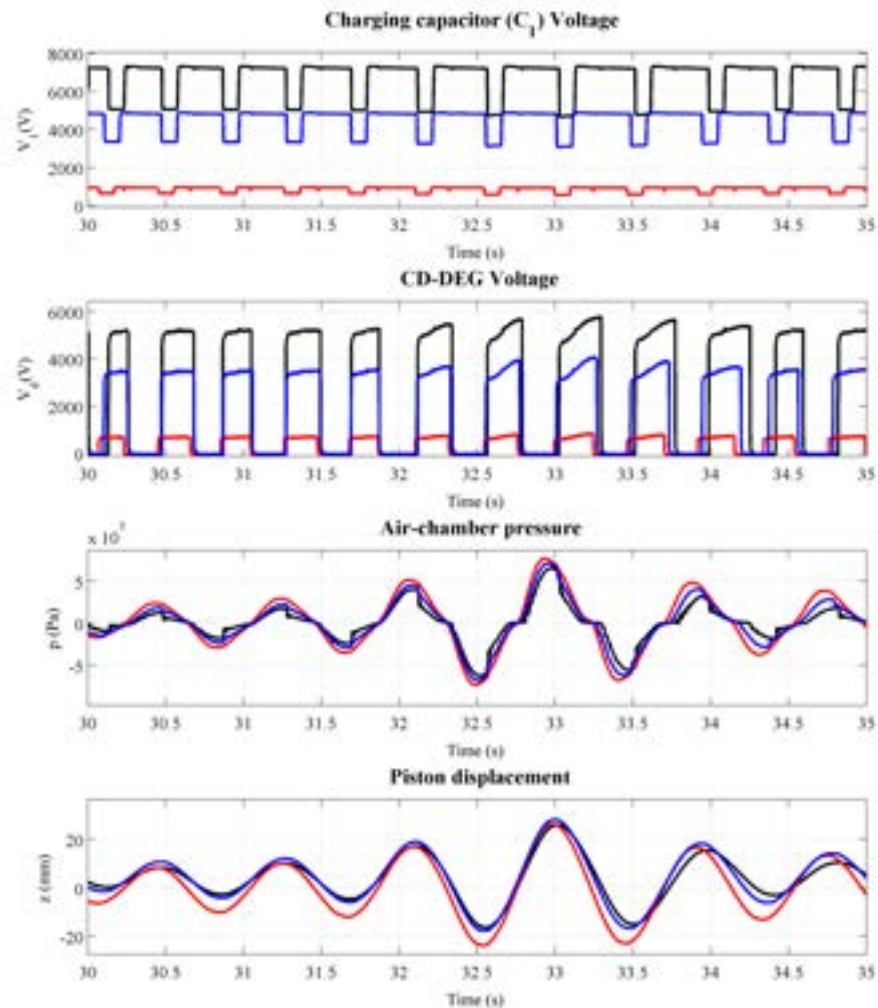 Charging capacitor (C1) Voltage
8000
6000
4000
2000
0
V1(V)
30 30.5 31 31.5 32 32.5 33 33.5 34 34.5 35
Time (s)
CD-DEG Voltage
6000
4000
2000
0
30 30.5 31 31.5 32 32.5 33 33.5 34 34.5 35
Time (s)
Air-chamber pressure
5
0
-5
p (Pa)
30 30.5 31 31.5 32 32.5 33 33.5 34 34.5 35
Time (s)
Piston displacement
20
0
-20
z (mm)
30 30.5 31 31.5 32 32.5 33 33.5 34 34.5 35
Time (s)